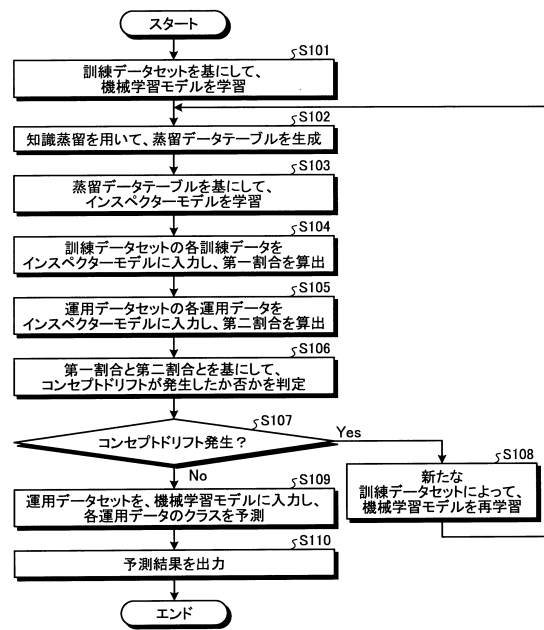 スタート
S101
訓練データセットを基にして、
機械学習モデルを学習
S102
知識蒸留を用いて、蒸留データテーブルを生成
S103
蒸留データテーブルを基にして、
インスペクターモデルを学習
S104
訓練データセットの各訓練データを
インスペクターモデルに入力し、第一割合を算出
S105
運用データセットの各運用データを
インスペクターモデルに入力し、第二割合を算出
S106
第一割合と第二割合とを基にして、
コンセプトドリフトが発生したか否かを判定
S107
コンセプトドリフト発生？
Yes
No
S108
新たな
訓練データセットによって、
機械学習モデルを再学習
S109
運用データセットを、機械学習モデルに入力し、
各運用データのクラスを予測
S110
予測結果を出力
エンド